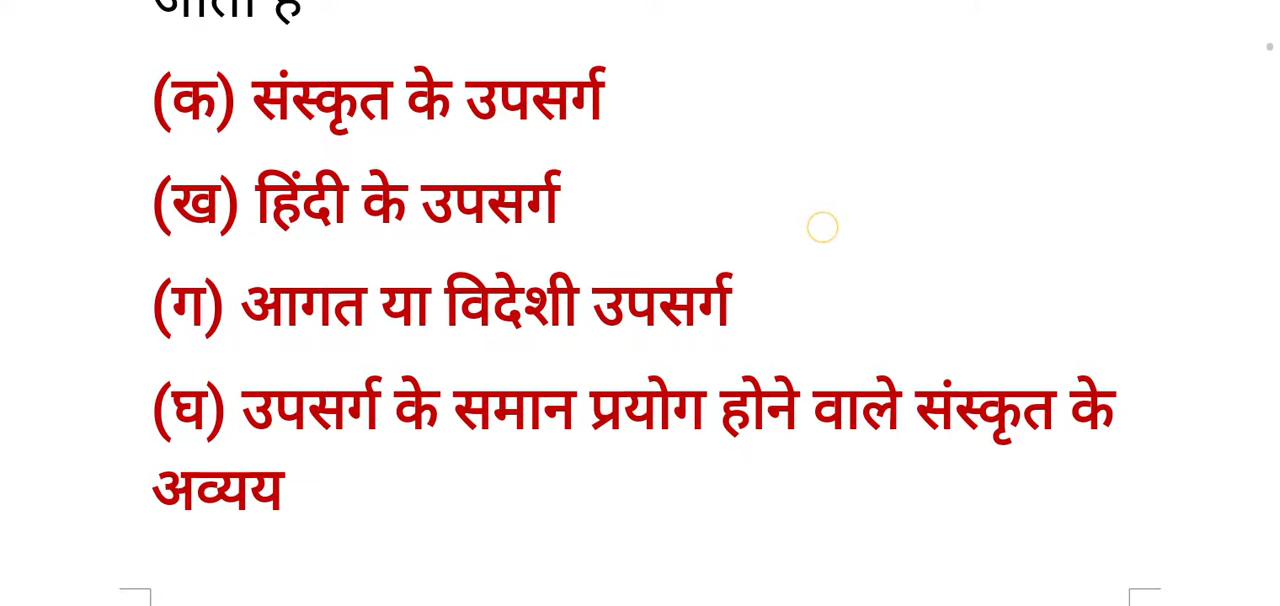 जाता है
(क) संस्कृत के उपसर्ग
(ख) हिंदी के उपसर्ग
(ग) आगत या विदेशी उपसर्ग
(घ) उपसर्ग के समान प्रयोग होने वाले संस्कृत के
अव्यय